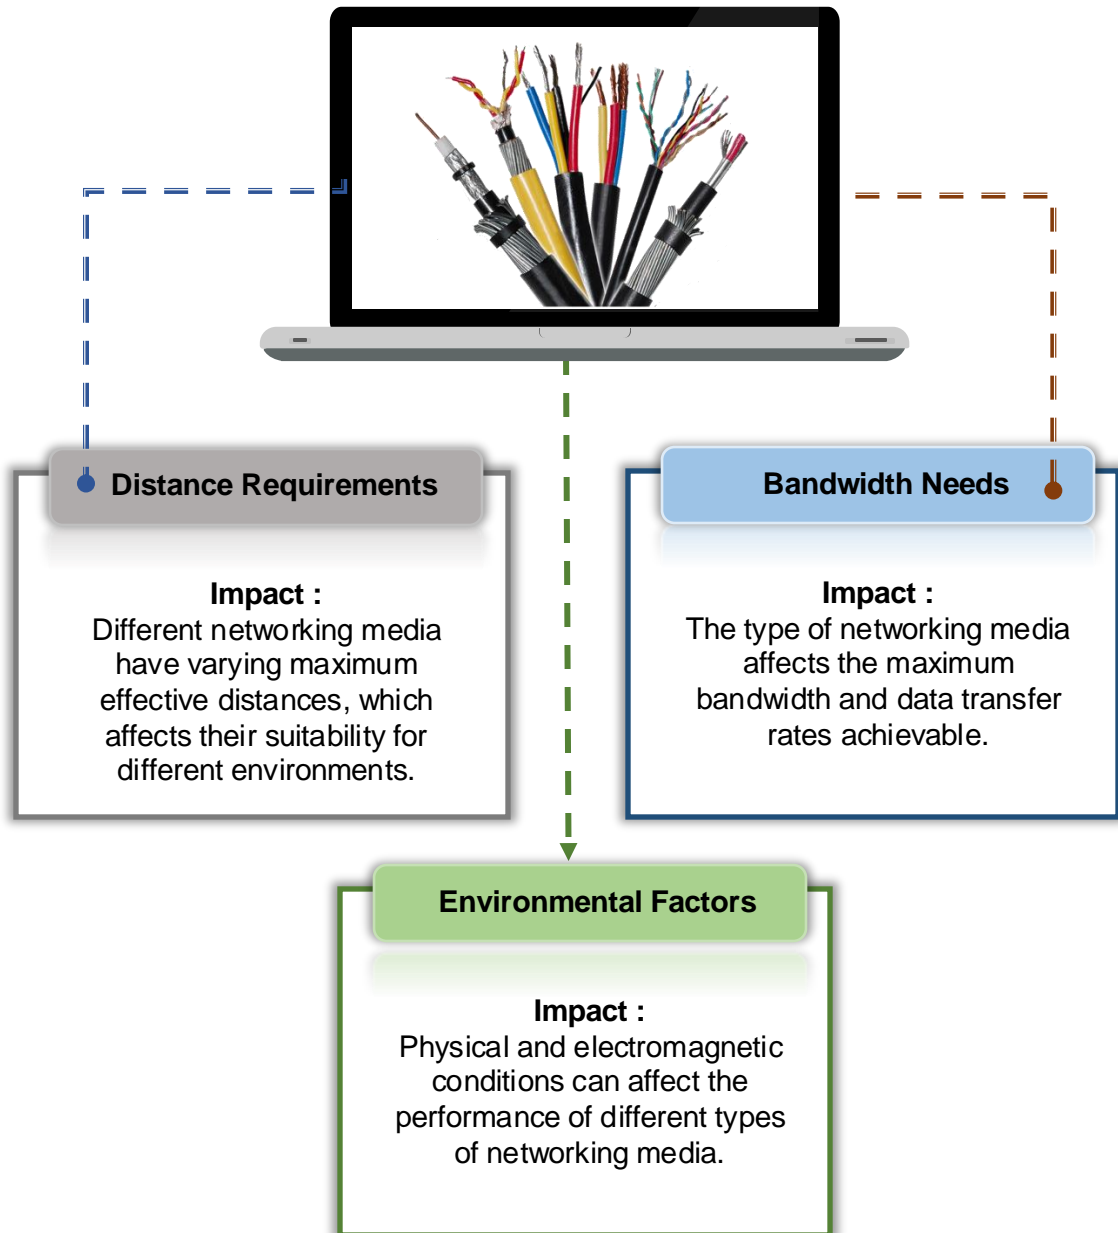 Distance Requirements
Impact :
Different networking media
have varying maximum
effective distances, which
affects their suitability for
different environments.
Bandwidth Needs
Impact :
The type of networking media
affects the maximum
bandwidth and data transfer
rates achievable.
Environmental Factors
Impact :
Physical and electromagnetic
conditions can affect the
performance of different types
of networking media.